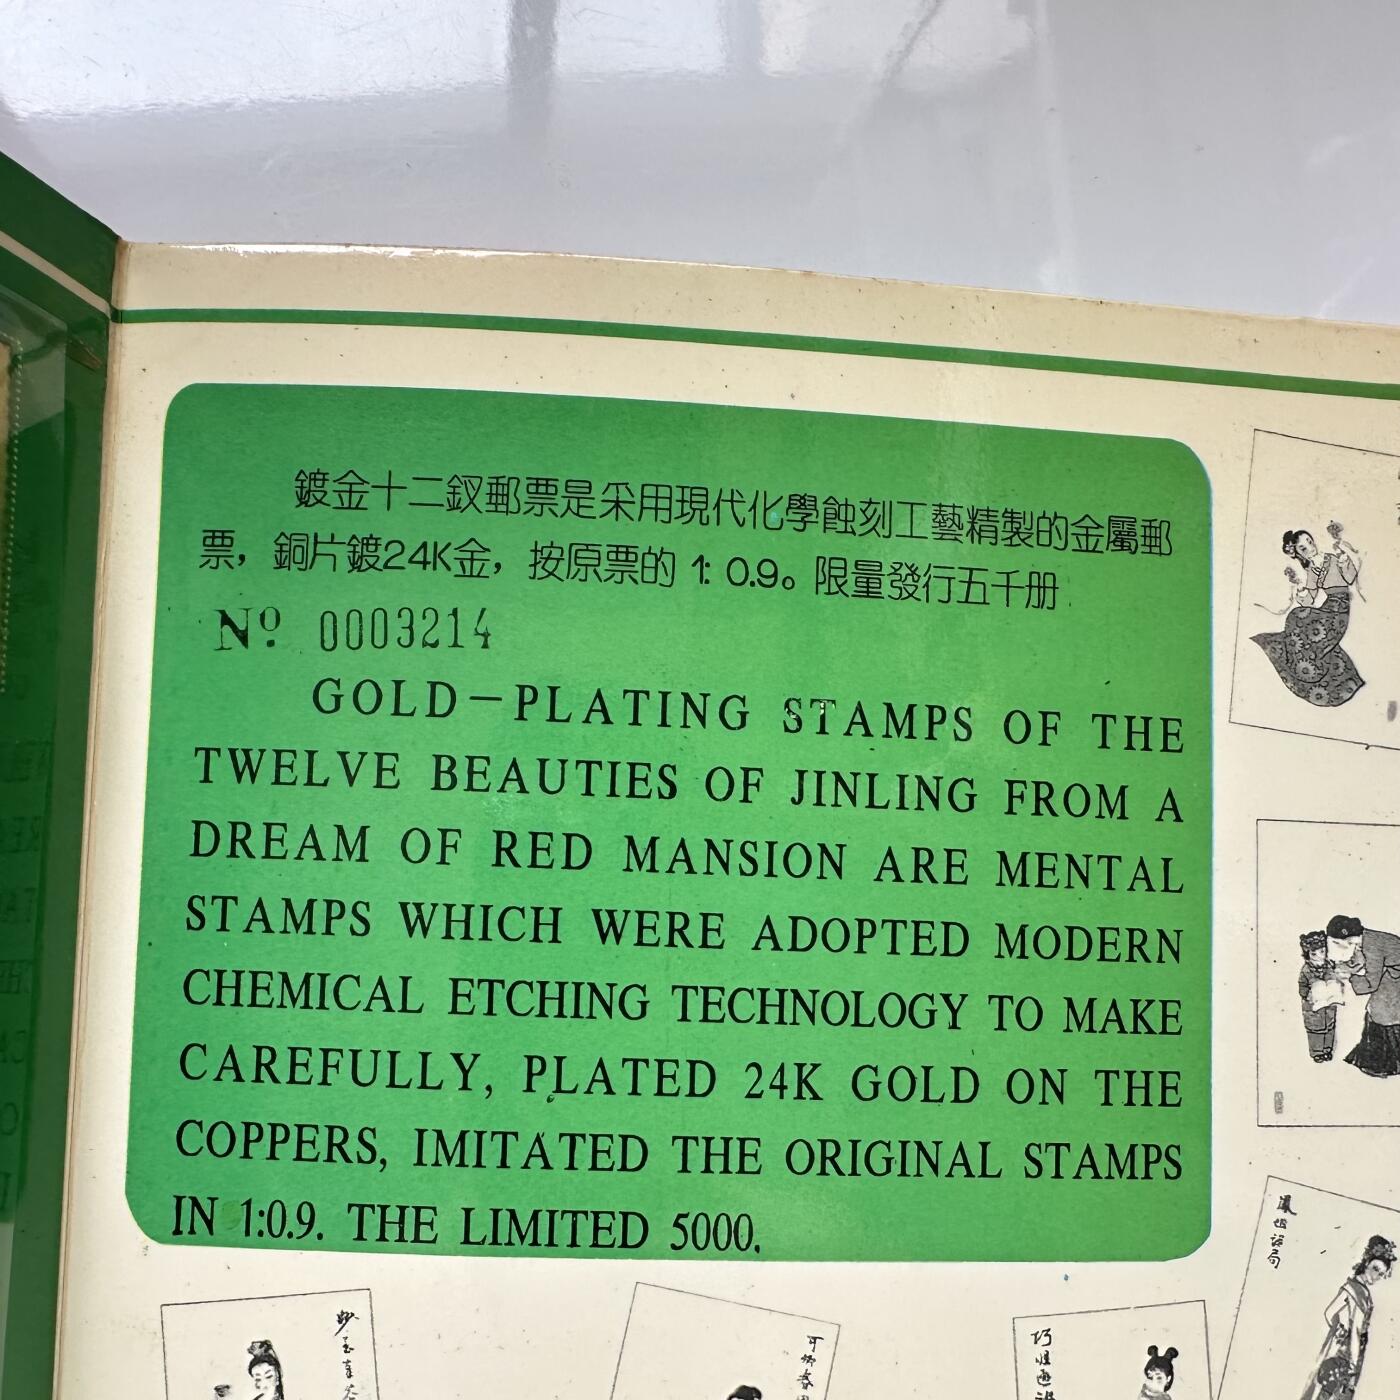 鍍金十二釵郵票是采用現代化學蝕刻工藝精製的金屬郵
票，銅片鍍24K金，按原票的 1: 0.9。限量發行五千册
Nº 0003214
GOLD—PLATING STAMPS OF THE
TWELVE BEAUTIES OF JINLING FROM A
DREAM OF RED MANSION ARE MENTAL
STAMPS WHICH WERE ADOPTED MODERN
CHEMICAL ETCHING TECHNOLOGY TO MAKE
CAREFULLY, PLATED 24K GOLD ON THE
COPPERS, IMITATED THE ORIGINAL STAMPS
IN 1:0.9. THE LIMITED 5000.